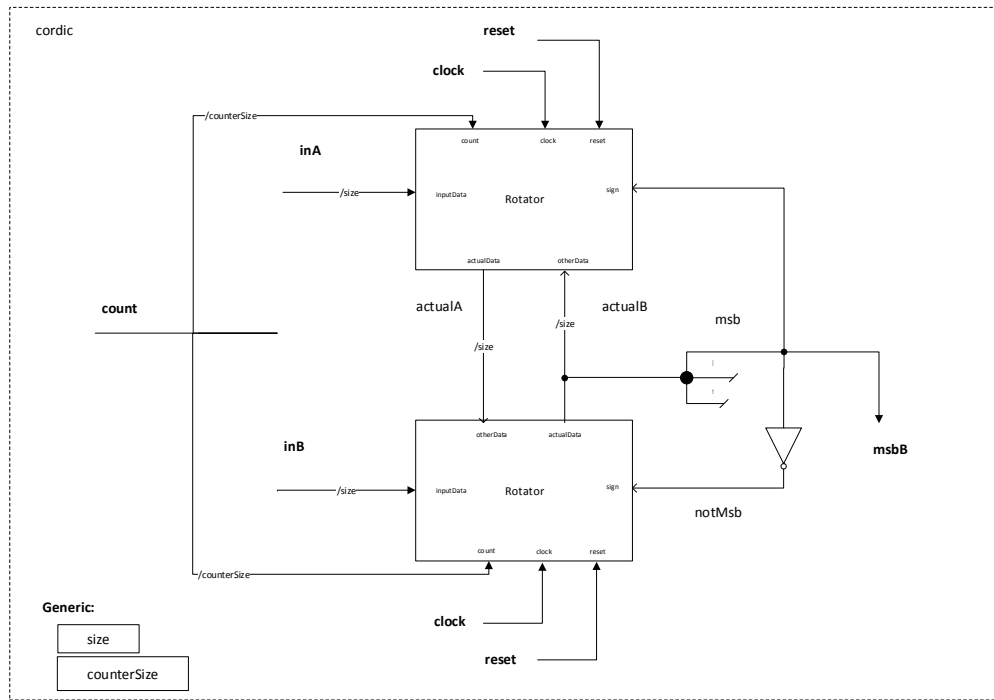 cordic
reset
clock
/counterSize
inA
count
clock
reset
/size
inputData
Rotator
sign
actualData
otherData
count
actualA
actualB
/size
/size
msb
otherData
actualData
inB
msbB
/size
inputData
Rotator
sign
notMsb
count
clock
reset
/counterSize
Generic:
clock
size
reset
counterSize